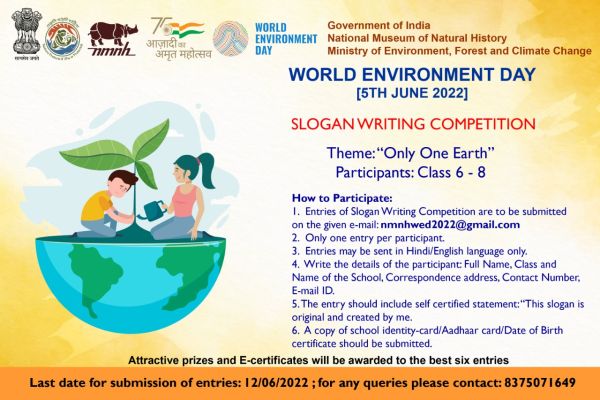 सत्यमेव जयते
nmnh
75
आज़ादी का
अमृत महोत्सव
WORLD
ENVIRONMENT
DAY
Government of India
National Museum of Natural History
Ministry of Environment, Forest and Climate Change
WORLD ENVIRONMENT DAY
[5TH JUNE 2022]
SLOGAN WRITING COMPETITION
Theme: “Only One Earth”
Participants: Class 6 - 8
How to Participate:
1. Entries of Slogan Writing Competition are to be submitted
on the given e-mail: nmnhwed2022@gmail.com
2. Only one entry per participant.
3. Entries may be sent in Hindi/English language only.
4. Write the details of the participant: Full Name, Class and
Name of the School, Correspondence address, Contact Number,
E-mail ID.
5. The entry should include self certified statement: “This slogan is
original and created by me.
6. A copy of school identity-card/Aadhaar card/Date of Birth
certificate should be submitted.
Attractive prizes and E-certificates will be awarded to the best six entries
Last date for submission of entries: 12/06/2022 ; for any queries please contact: 8375071649